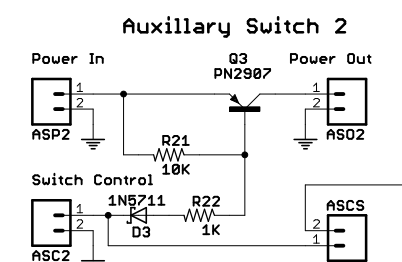 Auxillary Switch 2
Power In
Q3
Power Out
PN2907
1
2
1
2
ASP2
ASO2
R21
10K
Switch Control
1N5711
R22
ASCS
1
2
D3
1K
2
1
ASC2